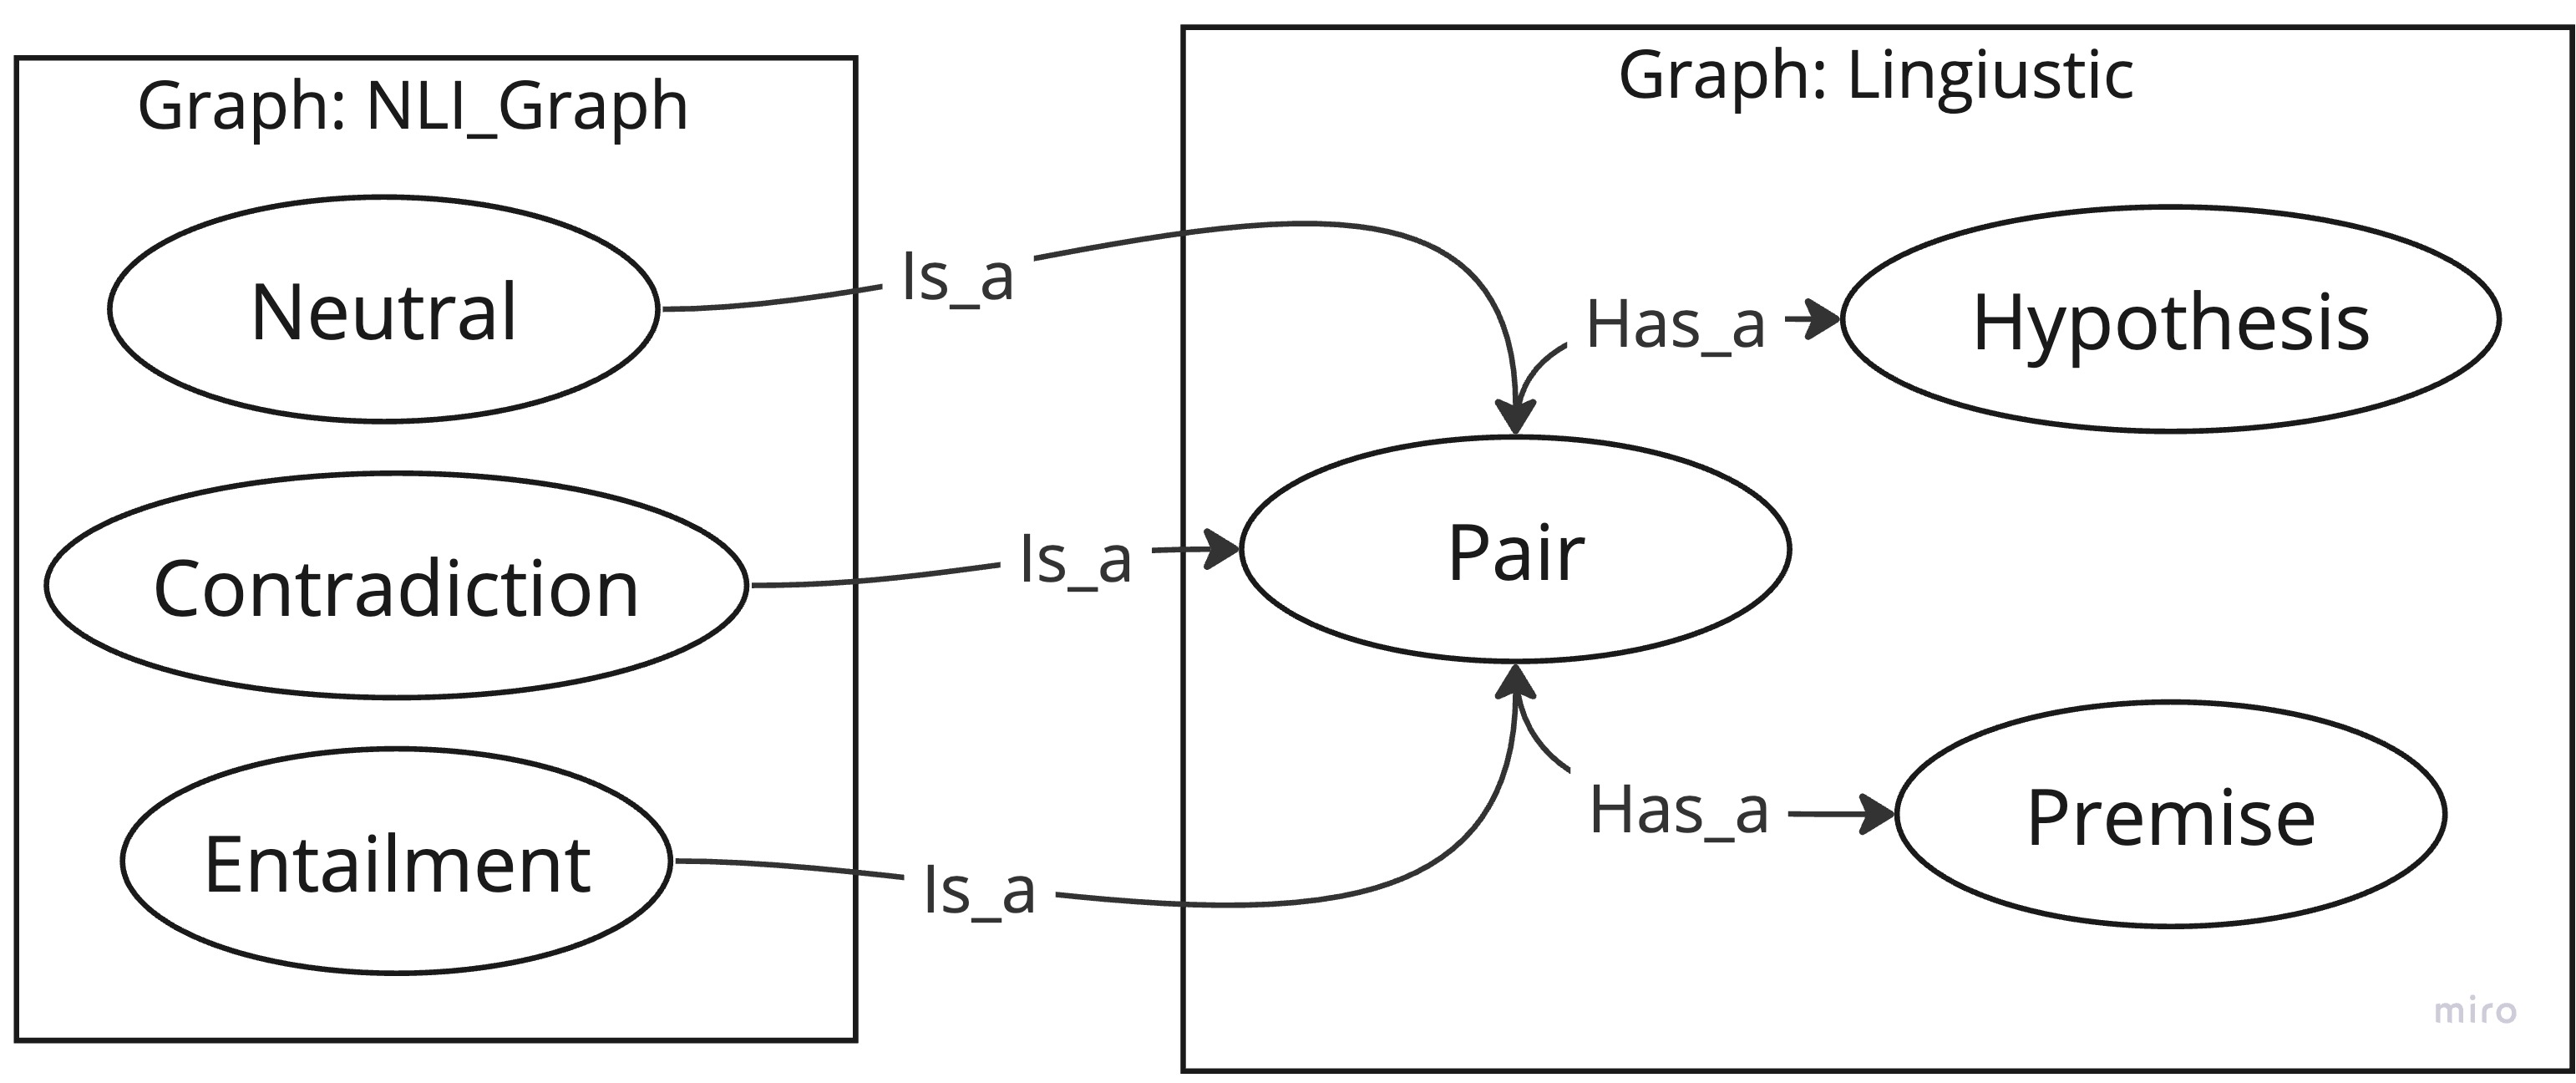 Graph: NLI_Graph
Neutral
Contradiction
Entailment
Is_a
Is_a
Is_a
Graph: Lingiustic
Has_a
Hypothesis
Pair
Has_a
Premise
miro